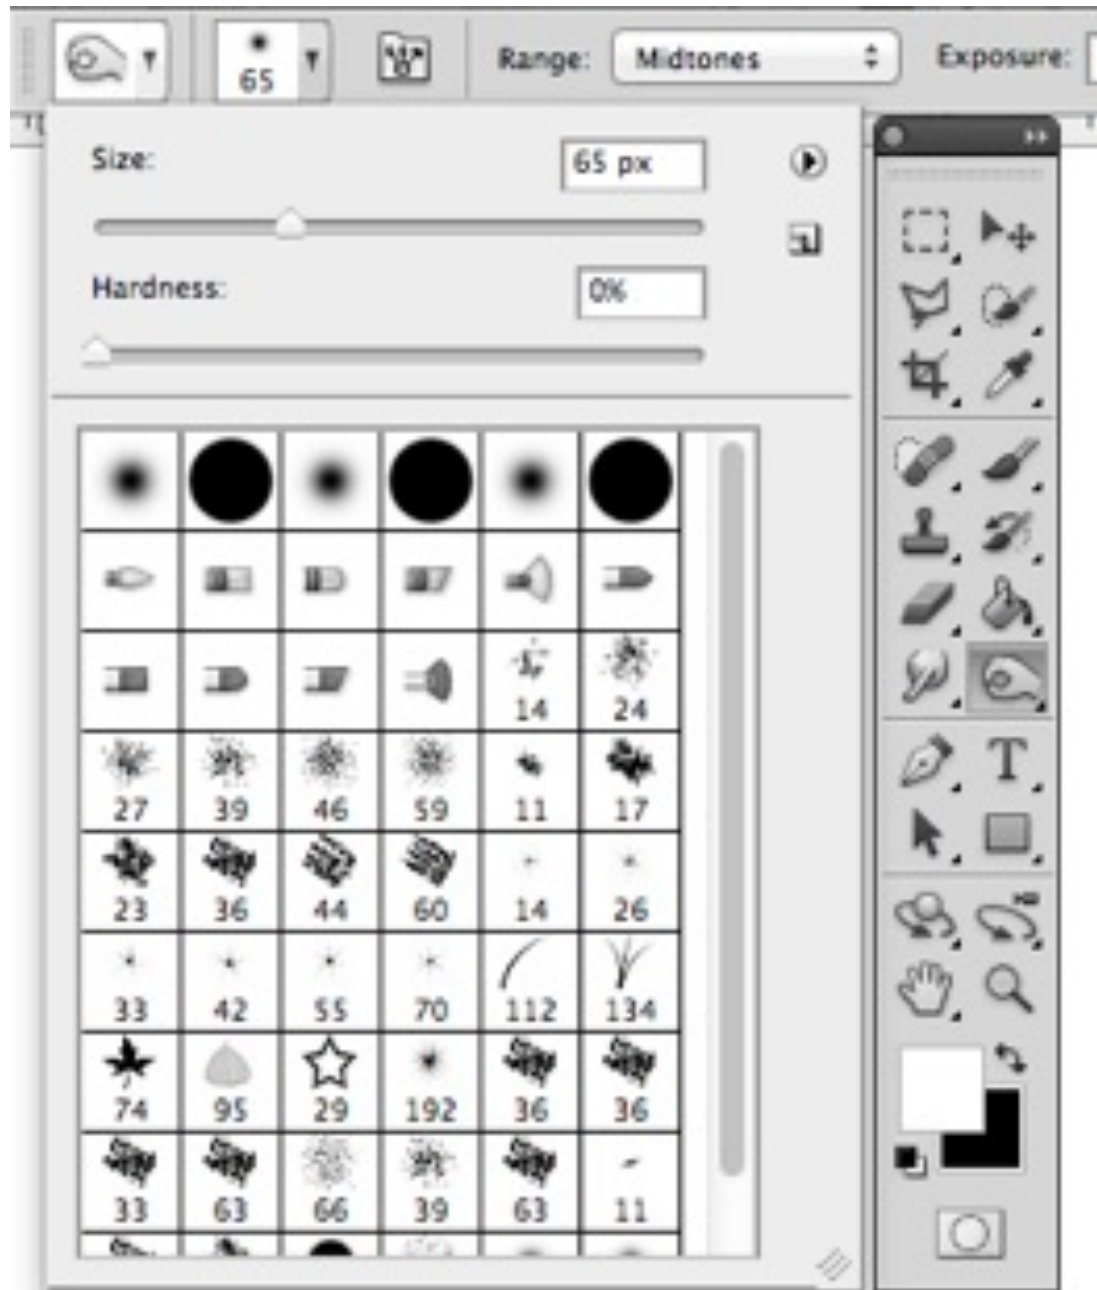 65 Range: Midtones Exposure:
Size: 65 px
Hardness: 0%
14 24
27 39 46 59 11 17
23 36 44 60 14 26
33 42 55 70 112 134
74 95 29 192 36 36
33 63 66 39 63 11
T